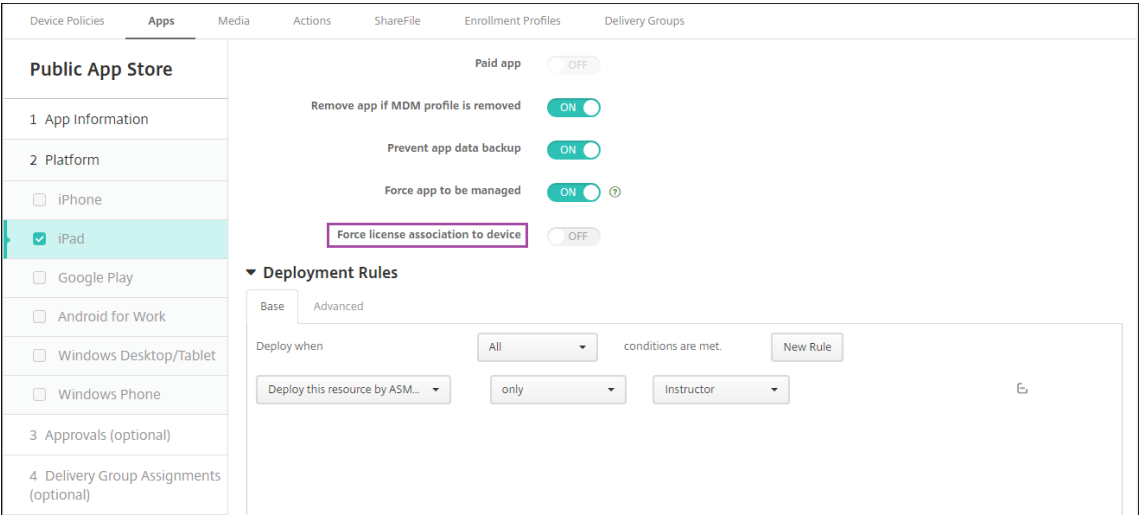 Device Policies Apps Media Actions ShareFile Enrollment Profiles Delivery Groups
Public App Store
1 App Information
2 Platform
iPhone
iPad
Google Play
Android for Work
Windows Desktop/Tablet
Windows Phone
3 Approvals (optional)
4 Delivery Group Assignments
(optional)
Paid app OFF
Remove app if MDM profile is removed ON
Prevent app data backup ON
Force app to be managed ON ?
Force license association to device OFF
Deployment Rules
Base Advanced
Deploy when All conditions are met. New Rule
Deploy this resource by ASM... only Instructor